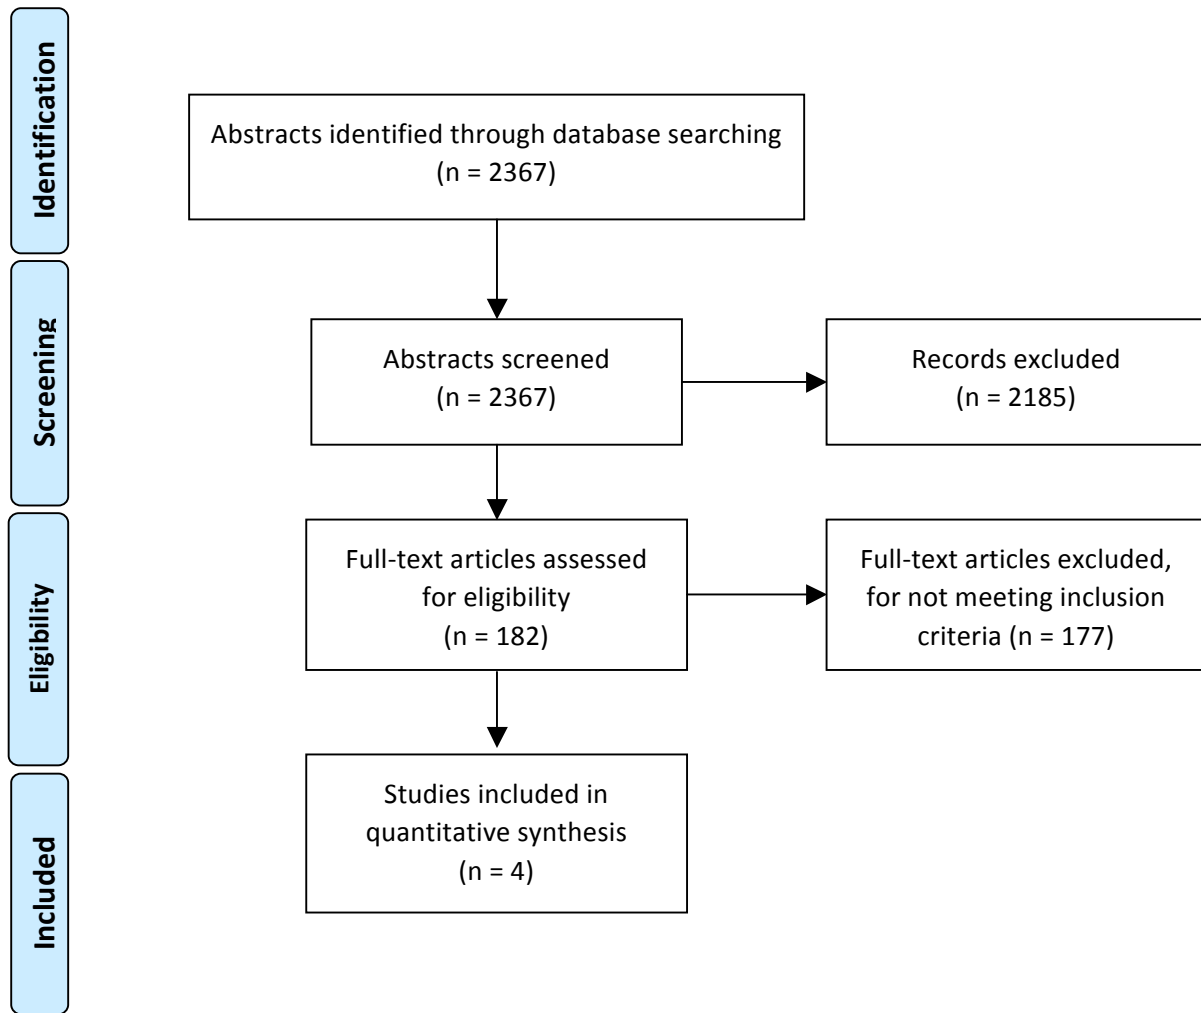 Identification
Abstracts identified through database searching
(n = 2367)
Screening
Abstracts screened
(n = 2367)
Records excluded
(n = 2185)
Eligibility
Full-text articles assessed
for eligibility
(n = 182)
Full-text articles excluded,
for not meeting inclusion
criteria (n = 177)
Included
Studies included in
quantitative synthesis
(n = 4)